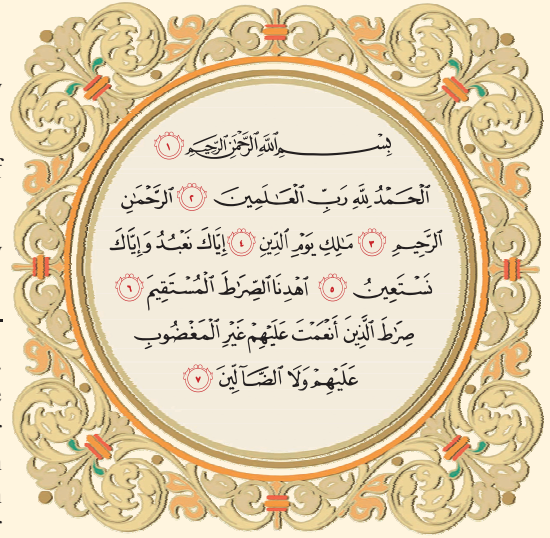 بِسْمِ ٱللَّهِ ٱلرَّحْمَٰنِ ٱلرَّحِيمِ ١
ٱلْحَمْدُ لِلَّهِ رَبِّ ٱلْعَـٰلَمِينَ ٢ ٱلرَّحْمَٰنِ
ٱلرَّحِيمِ ٣ مَـٰلِكِ يَوْمِ ٱلدِّينِ ٤ إِيَّاكَ نَعْبُدُ وَإِيَّاكَ
نَسْتَعِينُ ٥ ٱهْدِنَا ٱلصِّرَٰطَ ٱلْمُسْتَقِيمَ ٦
صِرَٰطَ ٱلَّذِينَ أَنْعَمْتَ عَلَيْهِمْ غَيْرِ ٱلْمَغْضُوبِ
عَلَيْهِمْ وَلَا ٱلضَّآلِّينَ ٧